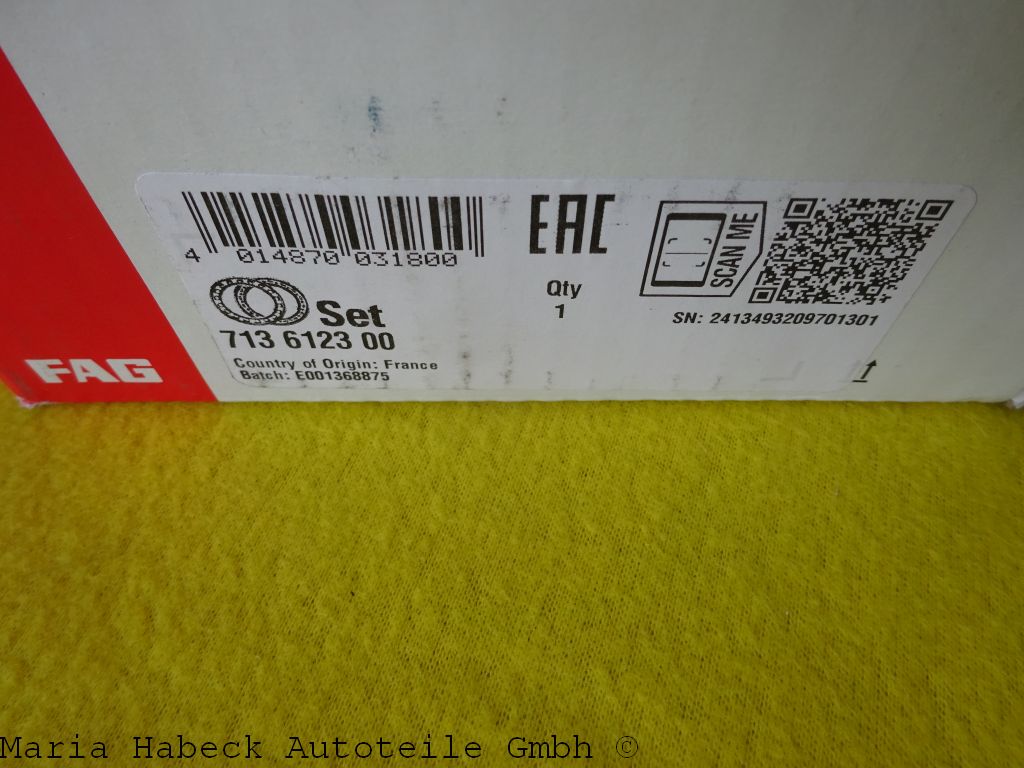 4 014870 031800
EAC
SCAN ME
Set
Qty
1
713 6123 00
SN: 2413493209701301
Country of Origin: France
Batch: E001368875
FAG
Maria Habeck Autoteile Gmbh ©